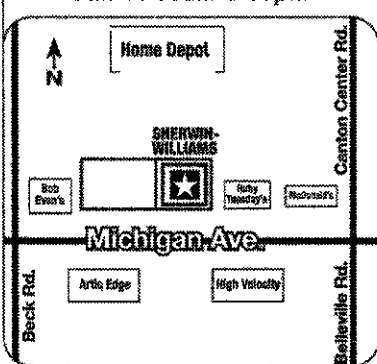 Home Depot
N
Canton Center Rd.
SHERWIN-
WILLIAMS
Bob
Evan's
Ruby
Tuesday's
McDonald's
Michigan Ave.
Beck Rd.
Artic Edge
High Velocity
Belleville Rd.